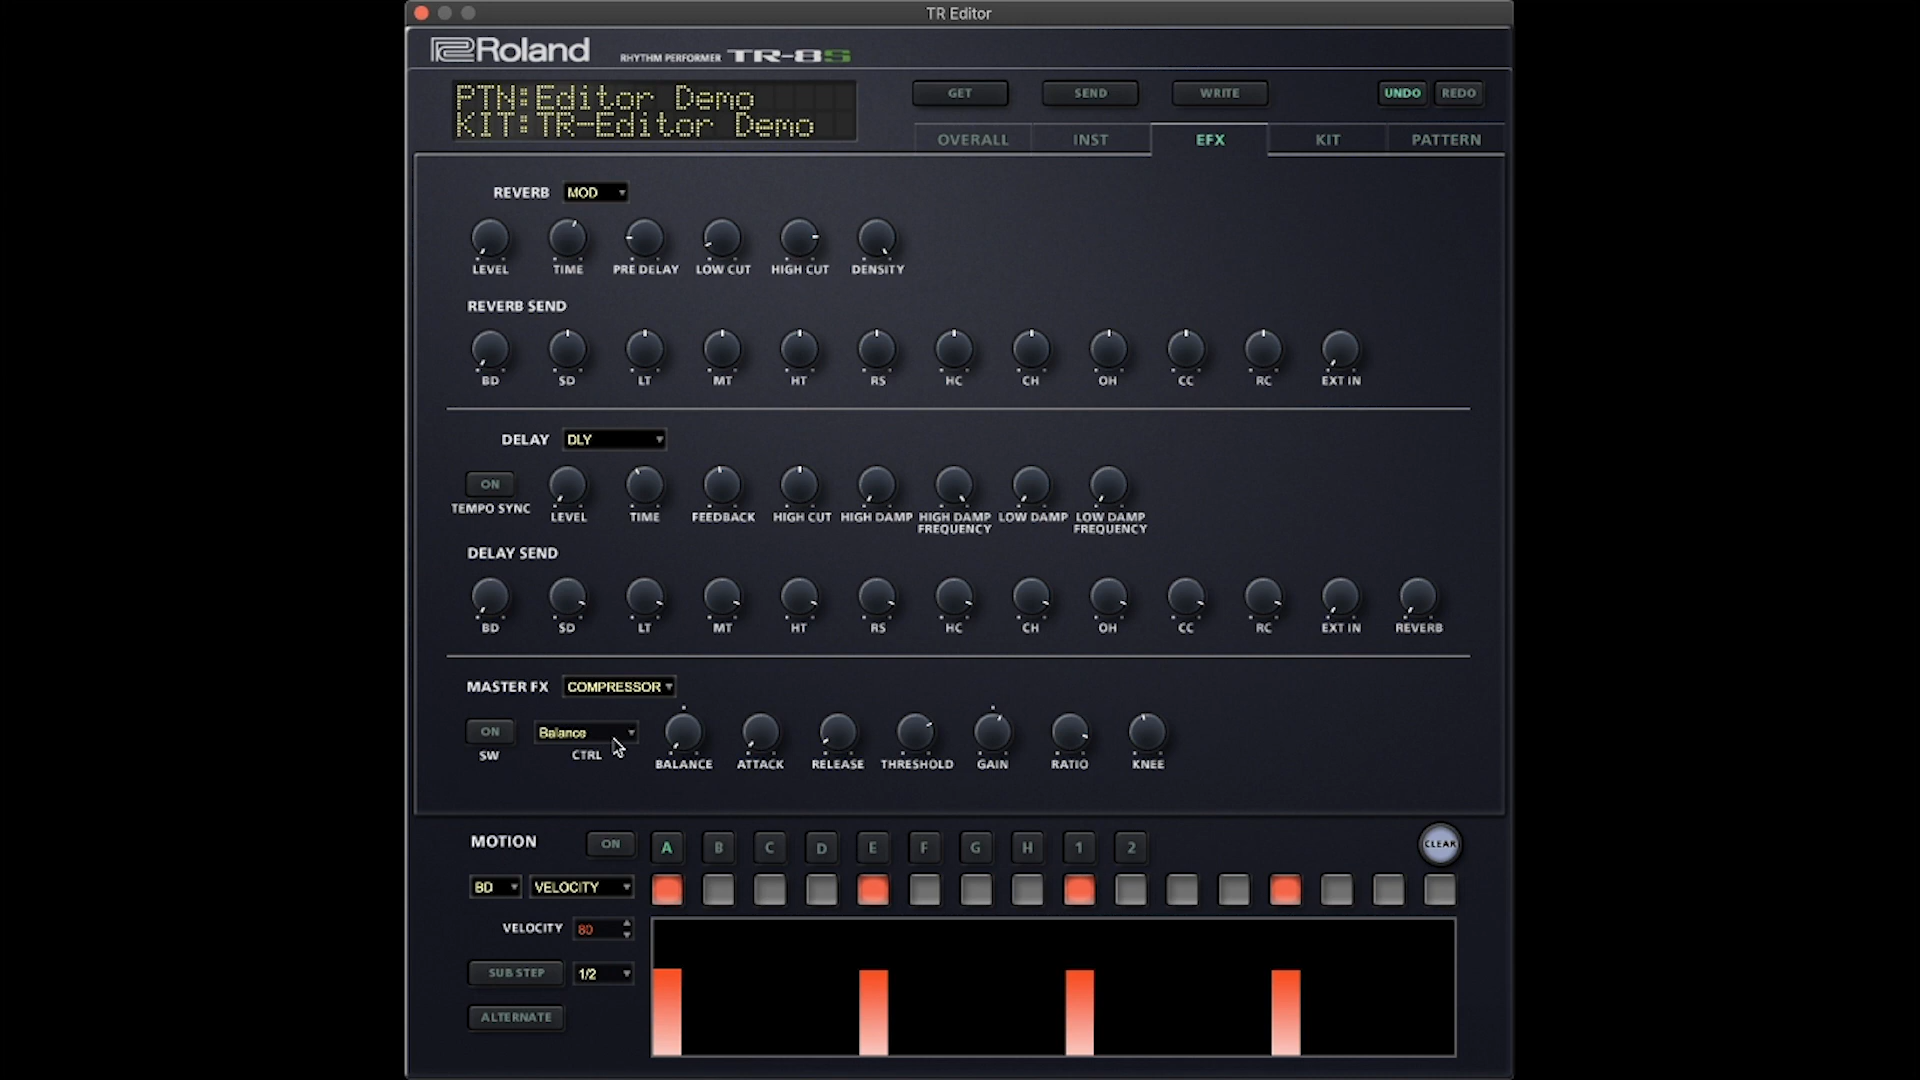 TR Editor
Roland RHYTHM PERFORMER TR-8S
PTN:Editor Demo
KIT:TR-Editor Demo
GET SEND WRITE UNDO REDO
OVERALL INST EFX KIT PATTERN
REVERB MOD
LEVEL TIME PRE DELAY LOW CUT HIGH CUT DENSITY
REVERB SEND
BD SD LT MT HT RS HC CH OH CC RC EXT IN
DELAY DLY
ON
TEMPO SYNC LEVEL TIME FEEDBACK HIGH CUT HIGH DAMP HIGH DAMP FREQUENCY LOW DAMP LOW DAMP FREQUENCY
DELAY SEND
BD SD LT MT HT RS HC CH OH CC RC EXT IN REVERB
MASTER FX COMPRESSOR
ON Balance
SW CTRL BALANCE ATTACK RELEASE THRESHOLD GAIN RATIO KNEE
MOTION ON A B C D E F G H 1 2 CLEAR
BD VELOCITY
VELOCITY 80
SUB STEP 1/2
ALTERNATE